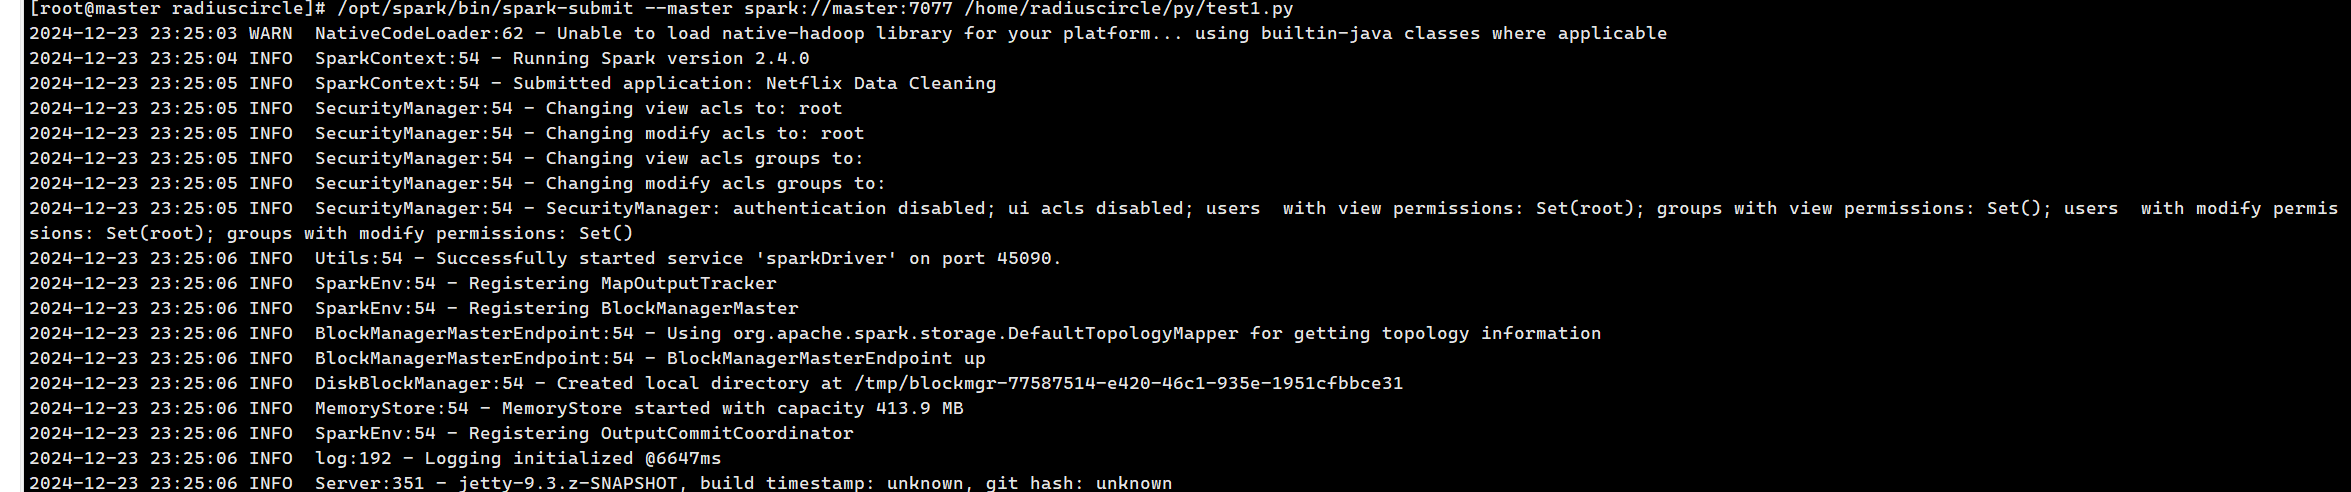 [root@master radiuscircle]# /opt/spark/bin/spark-submit --master spark://master:7077 /home/radiuscircle/py/test1.py
2024-12-23 23:25:03 WARN  NativeCodeLoader:62 - Unable to load native-hadoop library for your platform... using builtin-java classes where applicable
2024-12-23 23:25:04 INFO  SparkContext:54 - Running Spark version 2.4.0
2024-12-23 23:25:05 INFO  SparkContext:54 - Submitted application: Netflix Data Cleaning
2024-12-23 23:25:05 INFO  SecurityManager:54 - Changing view acls to: root
2024-12-23 23:25:05 INFO  SecurityManager:54 - Changing modify acls to: root
2024-12-23 23:25:05 INFO  SecurityManager:54 - Changing view acls groups to:
2024-12-23 23:25:05 INFO  SecurityManager:54 - Changing modify acls groups to:
2024-12-23 23:25:05 INFO  SecurityManager:54 - SecurityManager: authentication disabled; ui acls disabled; users  with view permissions: Set(root); groups with view permissions: Set(); users  with modify permis
sions: Set(root); groups with modify permissions: Set()
2024-12-23 23:25:06 INFO  Utils:54 - Successfully started service 'sparkDriver' on port 45090.
2024-12-23 23:25:06 INFO  SparkEnv:54 - Registering MapOutputTracker
2024-12-23 23:25:06 INFO  SparkEnv:54 - Registering BlockManagerMaster
2024-12-23 23:25:06 INFO  BlockManagerMasterEndpoint:54 - Using org.apache.spark.storage.DefaultTopologyMapper for getting topology information
2024-12-23 23:25:06 INFO  BlockManagerMasterEndpoint:54 - BlockManagerMasterEndpoint up
2024-12-23 23:25:06 INFO  DiskBlockManager:54 - Created local directory at /tmp/blockmgr-77587514-e420-46c1-935e-1951cfbbce31
2024-12-23 23:25:06 INFO  MemoryStore:54 - MemoryStore started with capacity 413.9 MB
2024-12-23 23:25:06 INFO  SparkEnv:54 - Registering OutputCommitCoordinator
2024-12-23 23:25:06 INFO  log:192 - Logging initialized @6647ms
2024-12-23 23:25:06 INFO  Server:351 - jetty-9.3.z-SNAPSHOT, build timestamp: unknown, git hash: unknown